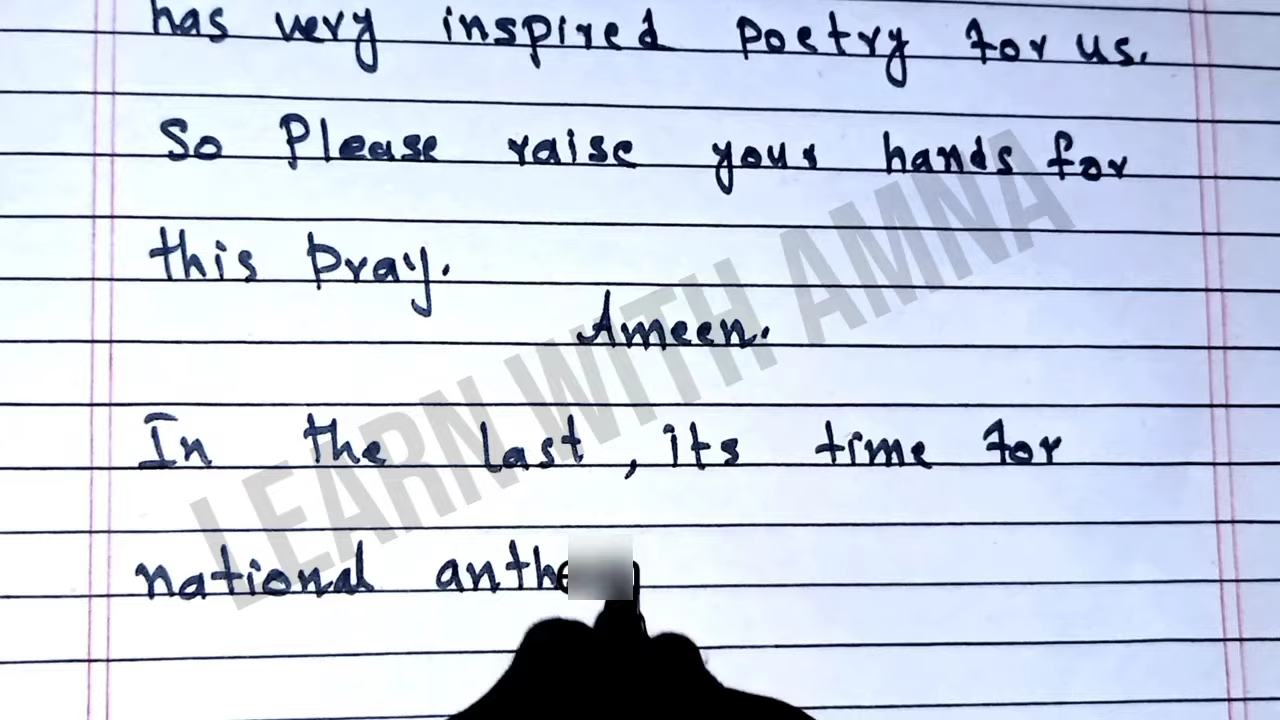 has very inspired Poetry for us.
So Please raise your hands for
this Pray.
Ameen.
In the last, its time for
national
LEARN WITH AMNA